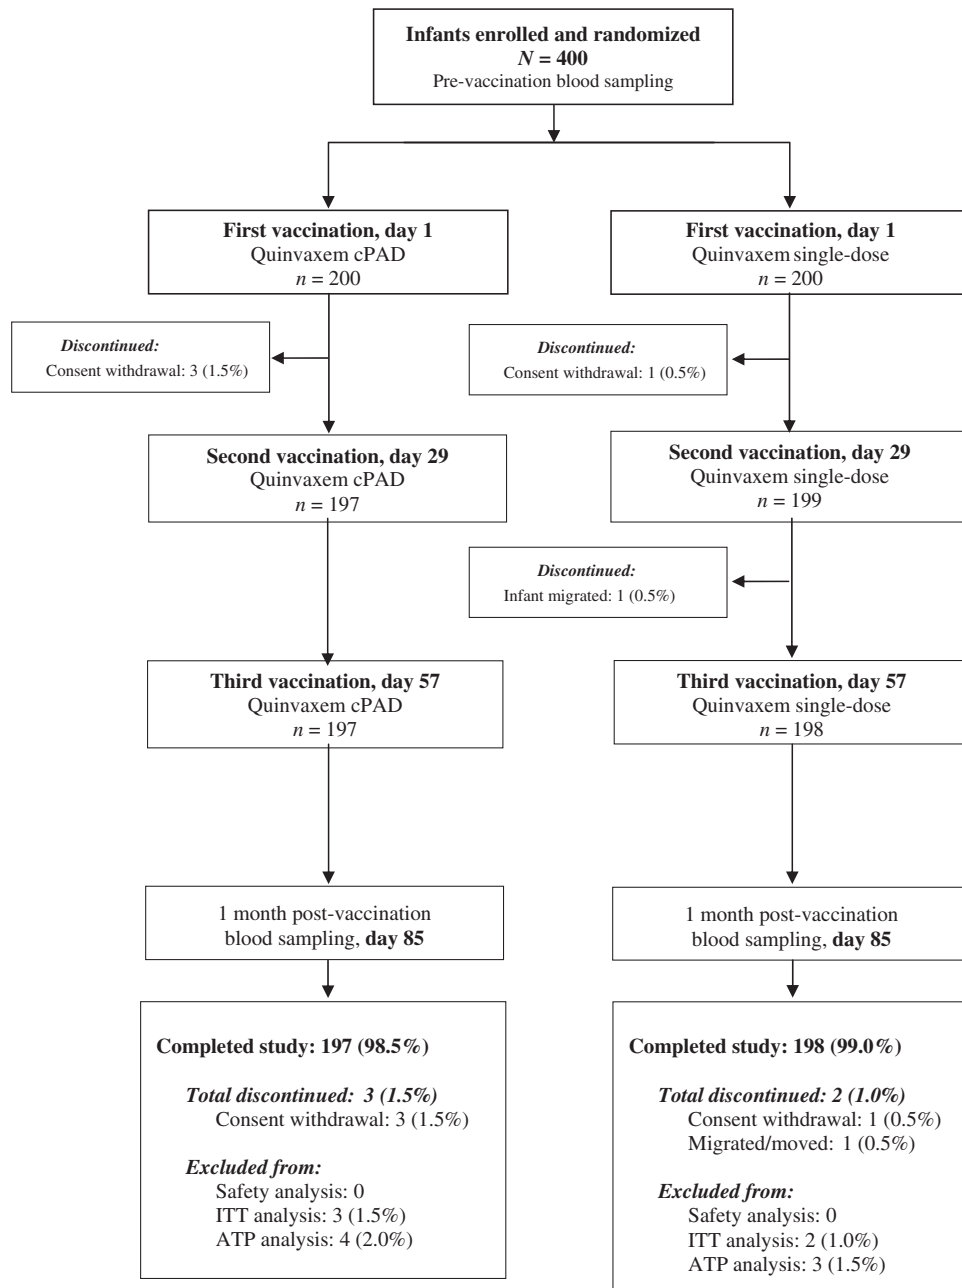 Infants enrolled and randomized
N = 400
Pre-vaccination blood sampling
First vaccination, day 1
Quinvaxem cPAD
n = 200
First vaccination, day 1
Quinvaxem single-dose
n = 200
Discontinued:
Consent withdrawal: 3 (1.5%)
Discontinued:
Consent withdrawal: 1 (0.5%)
Second vaccination, day 29
Quinvaxem cPAD
n = 197
Second vaccination, day 29
Quinvaxem single-dose
n = 199
Discontinued:
Infant migrated: 1 (0.5%)
Third vaccination, day 57
Quinvaxem cPAD
n = 197
Third vaccination, day 57
Quinvaxem single-dose
n = 198
1 month post-vaccination
blood sampling, day 85
1 month post-vaccination
blood sampling, day 85
Completed study: 197 (98.5%)
Total discontinued: 3 (1.5%)
Consent withdrawal: 3 (1.5%)
Excluded from:
Safety analysis: 0
ITT analysis: 3 (1.5%)
ATP analysis: 4 (2.0%)
Completed study: 198 (99.0%)
Total discontinued: 2 (1.0%)
Consent withdrawal: 1 (0.5%)
Migrated/moved: 1 (0.5%)
Excluded from:
Safety analysis: 0
ITT analysis: 2 (1.0%)
ATP analysis: 3 (1.5%)